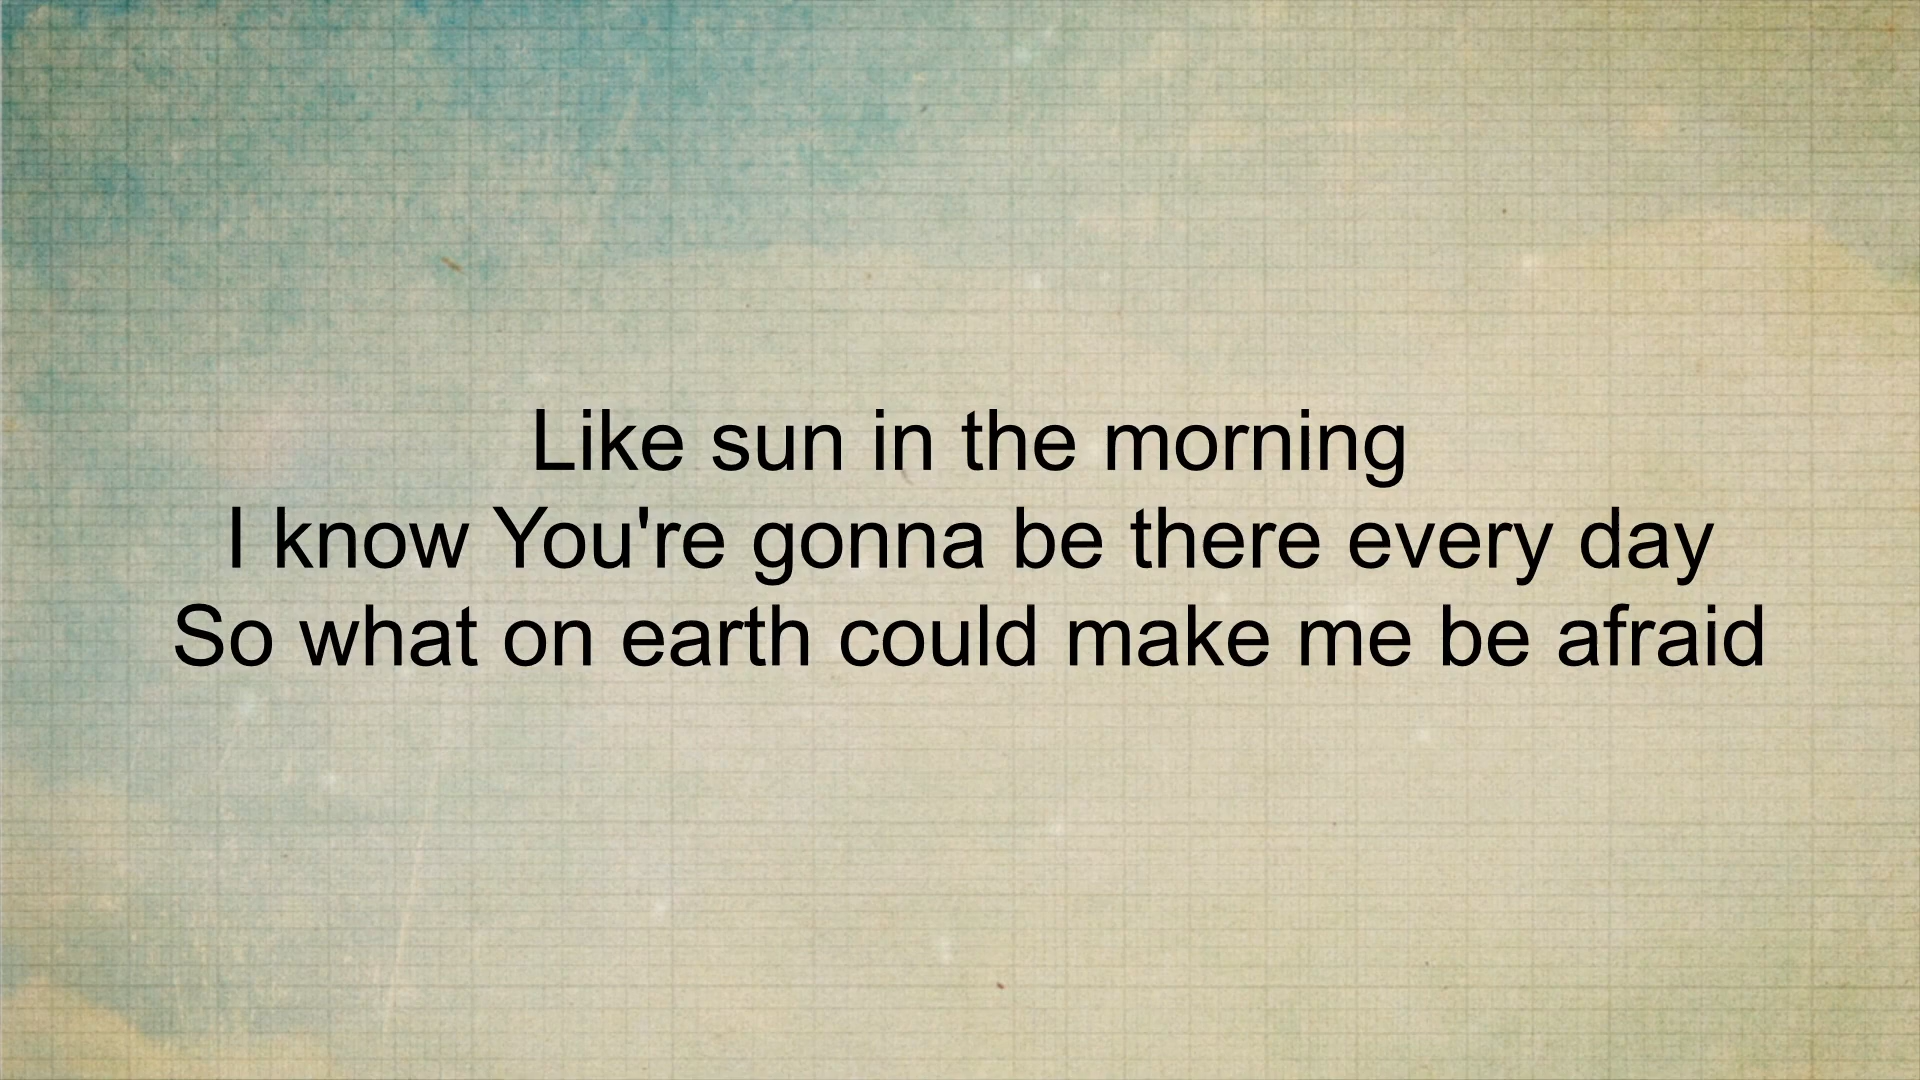 Like sun in the morning
I know You're gonna be there every day
So what on earth could make me be afraid